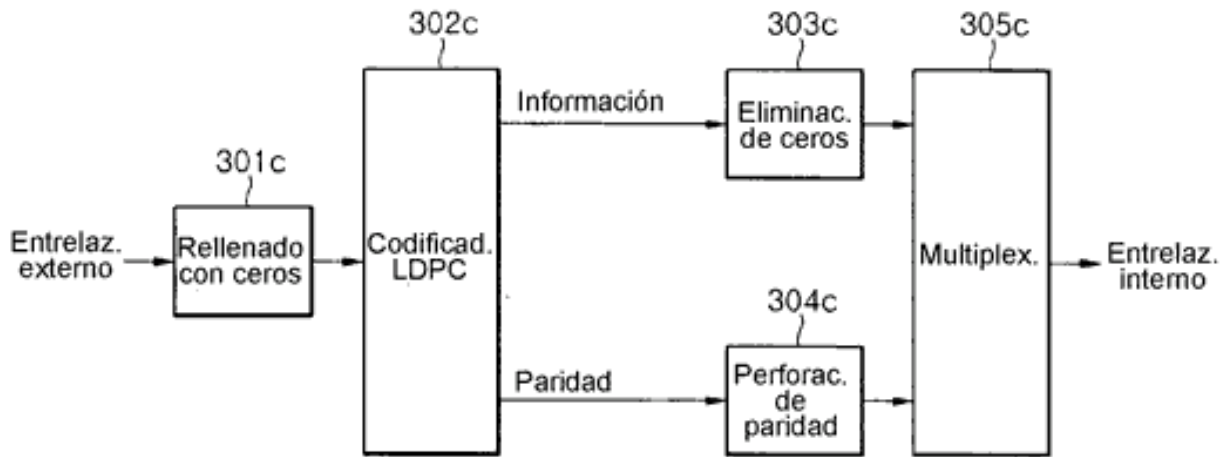 302c
303c
305c
Información
Eliminac.
de ceros
301c
Entrelaz.
externo
Rellenado
con ceros
Codificad.
LDPC
Multiplex.
Entrelaz.
interno
304c
Paridad
Perforac.
de
paridad